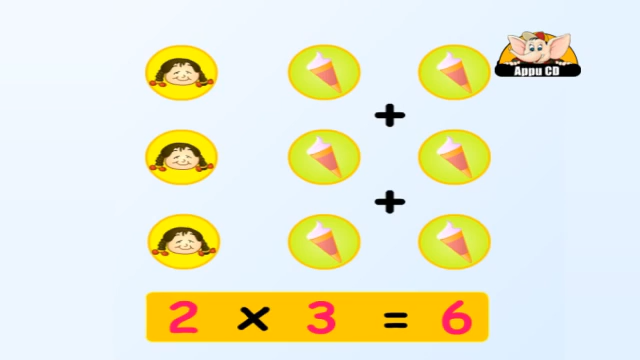 Appu CD
+
+
2 × 3 = 6